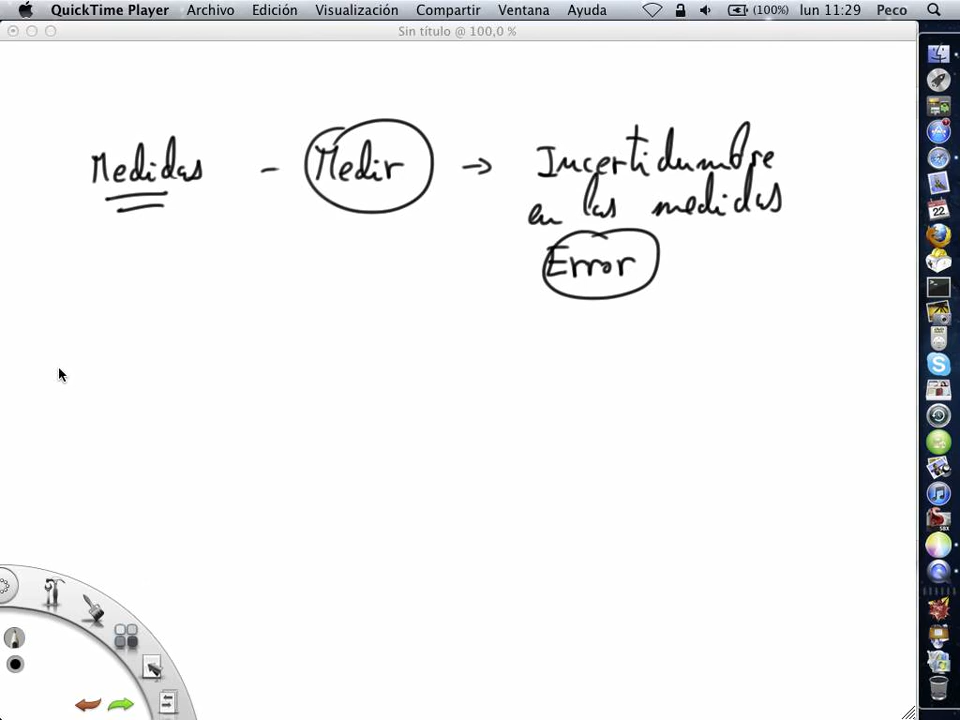 QuickTime Player Archivo Edición Visualización Compartir Ventana Ayuda (100%) lun 11:29 Peco
Sin título @ 100,0 %
Medidas - Medir → Incertidumbre
en las medidas
Error
22